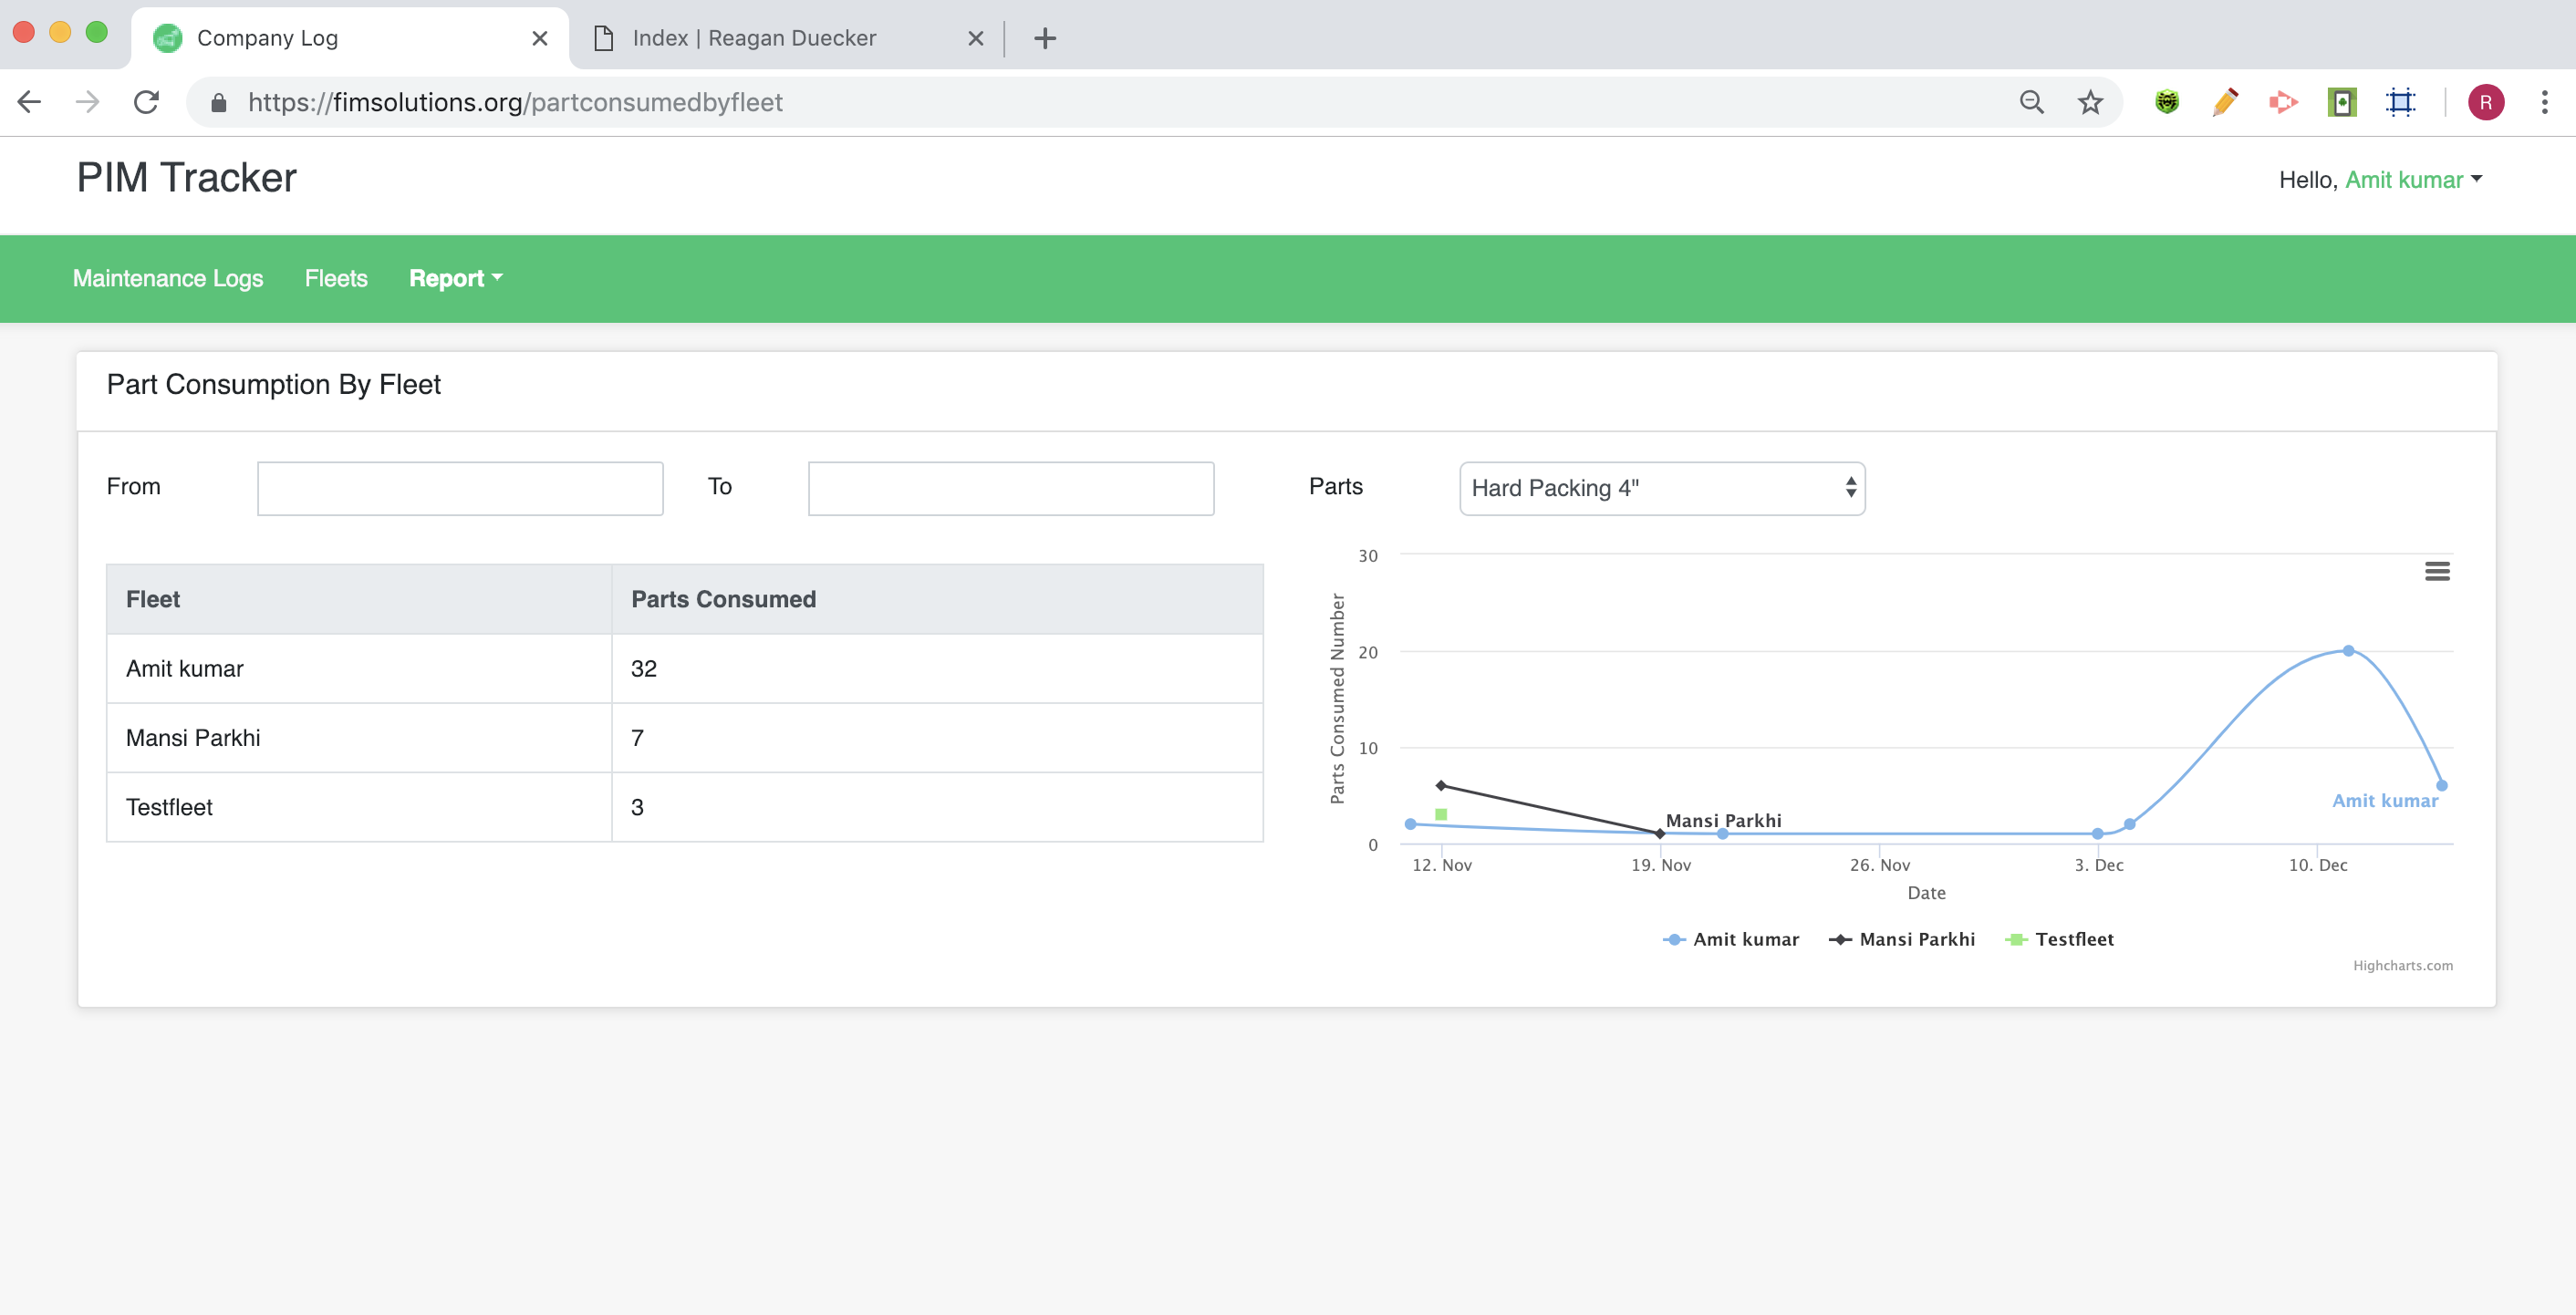 Company Log
Index | Reagan Duecker
https://fimsolutions.org/partconsumedbyfleet
R
PIM Tracker
Hello, Amit kumar
Maintenance Logs Fleets Report
Part Consumption By Fleet
From To Parts Hard Packing 4"
Fleet Parts Consumed
Amit kumar 32
Mansi Parkhi 7
Testfleet 3
Parts Consumed Number
30
20
10
0
Mansi Parkhi
Amit kumar
12. Nov 19. Nov 26. Nov 3. Dec 10. Dec
Date
Amit kumar Mansi Parkhi Testfleet
Highcharts.com